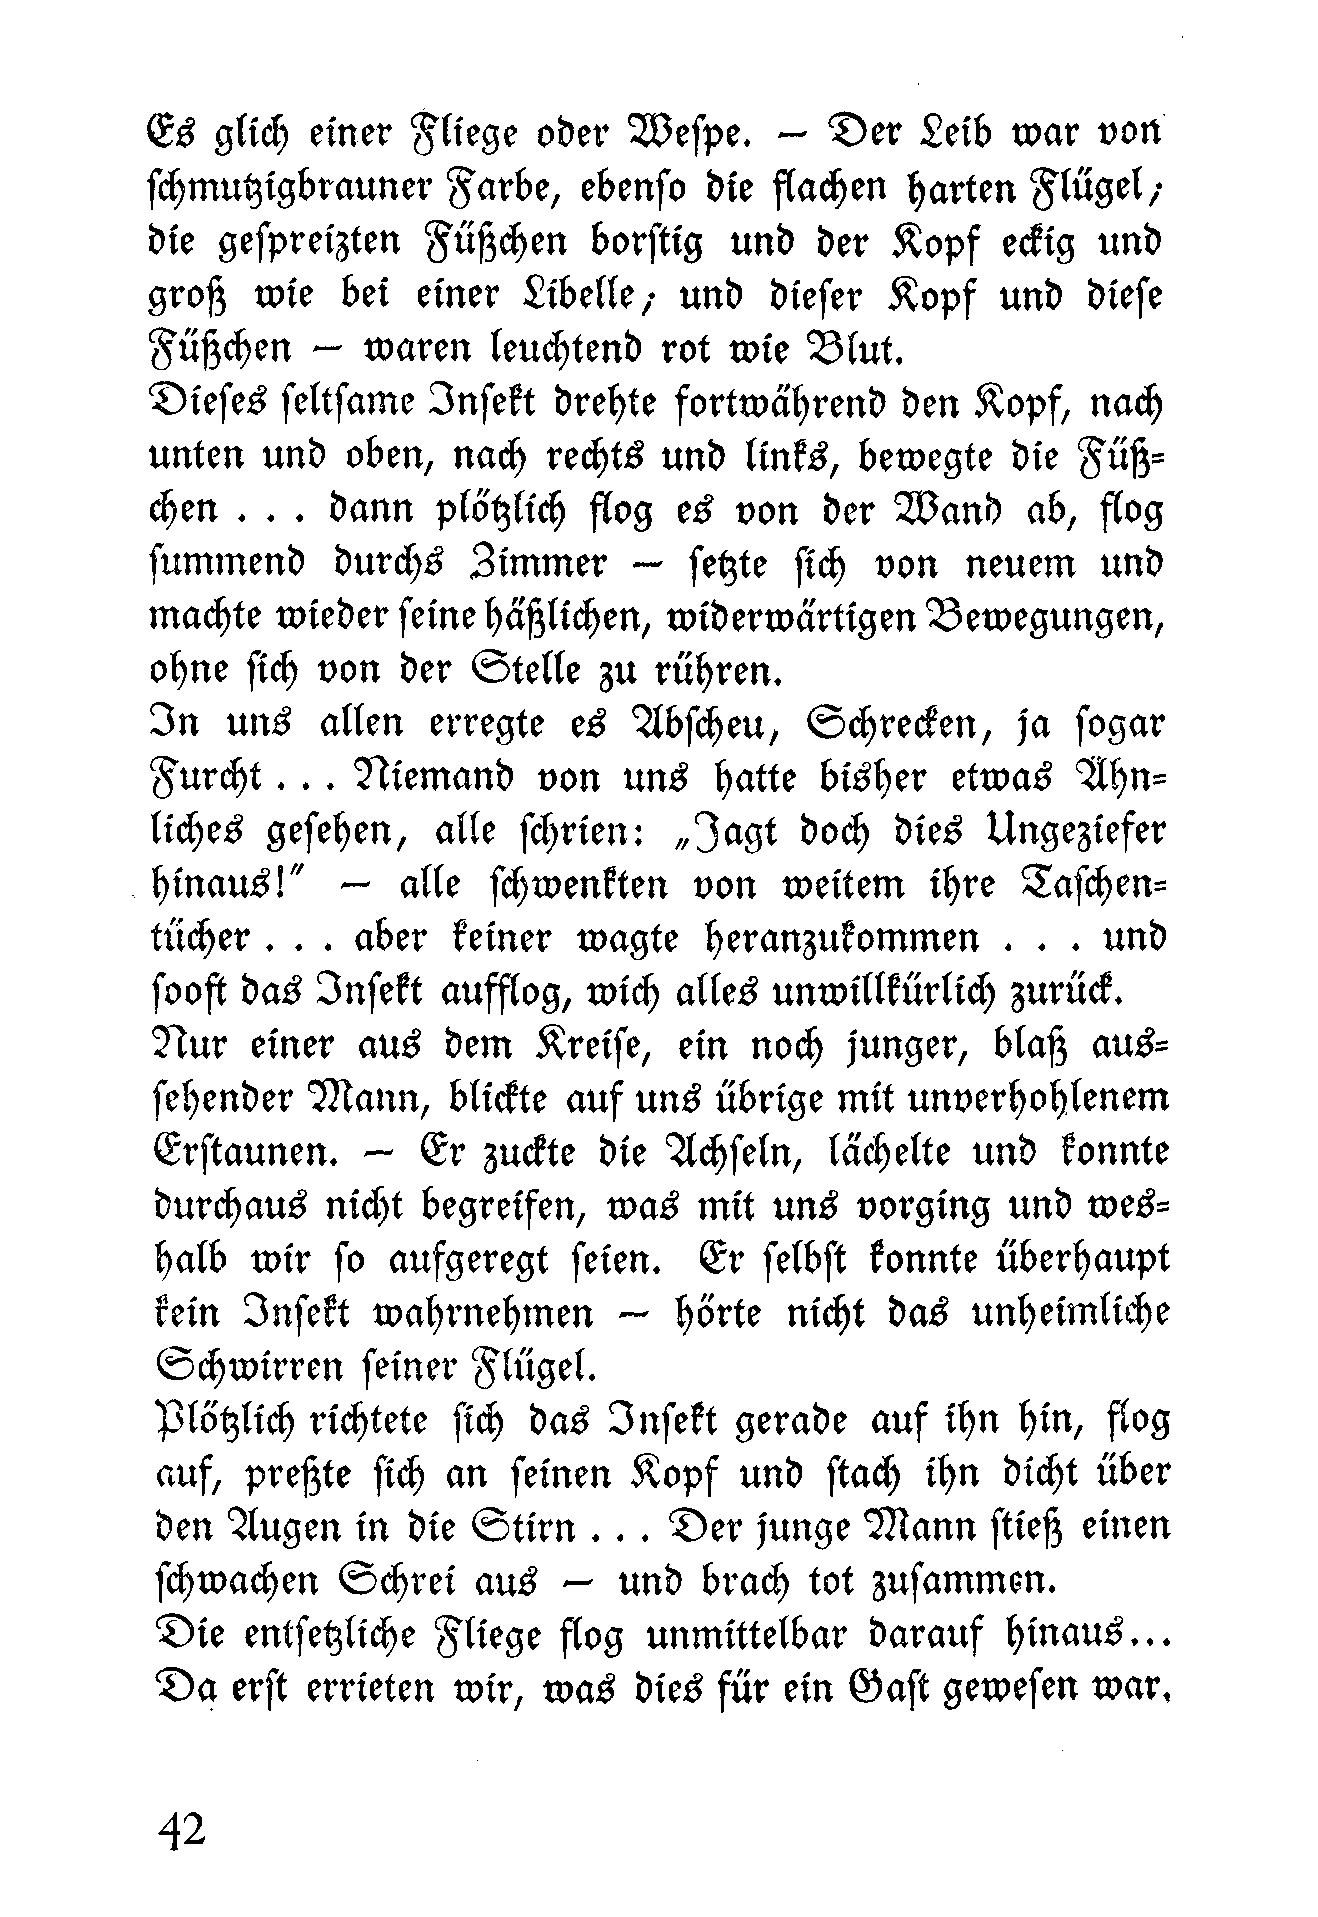 Es glich einer Fliege oder Wespe. — Der Leib war von
schmutzigbrauner Farbe, ebenso die flachen harten Flügel;
die gespreizten Füßchen borstig und der Kopf eckig und
groß wie bei einer Libelle; und dieser Kopf und diese
Füßchen — waren leuchtend rot wie Blut.
Dieses seltsame Insekt drehte fortwährend den Kopf, nach
unten und oben, nach rechts und links, bewegte die Füß=
chen . . . dann plötzlich flog es von der Wand ab, flog
summend durchs Zimmer — setzte sich von neuem und
machte wieder seine häßlichen, widerwärtigen Bewegungen,
ohne sich von der Stelle zu rühren.
In uns allen erregte es Abscheu, Schrecken, ja sogar
Furcht . . . Niemand von uns hatte bisher etwas Ähn=
liches gesehen, alle schrien: „Jagt doch dies Ungeziefer
hinaus!“ — alle schwenkten von weitem ihre Taschen=
tücher . . . aber keiner wagte heranzukommen . . . und
sooft das Insekt aufflog, wich alles unwillkürlich zurück.
Nur einer aus dem Kreise, ein noch junger, blaß aus=
sehender Mann, blickte auf uns übrige mit unverhohlenem
Erstaunen. — Er zuckte die Achseln, lächelte und konnte
durchaus nicht begreifen, was mit uns vorging und wes=
halb wir so aufgeregt seien. Er selbst konnte überhaupt
kein Insekt wahrnehmen — hörte nicht das unheimliche
Schwirren seiner Flügel.
Plötzlich richtete sich das Insekt gerade auf ihn hin, flog
auf, preßte sich an seinen Kopf und stach ihn dicht über
den Augen in die Stirn . . . Der junge Mann stieß einen
schwachen Schrei aus — und brach tot zusammen.
Die entsetzliche Fliege flog unmittelbar darauf hinaus...
Da erst errieten wir, was dies für ein Gast gewesen war.
42